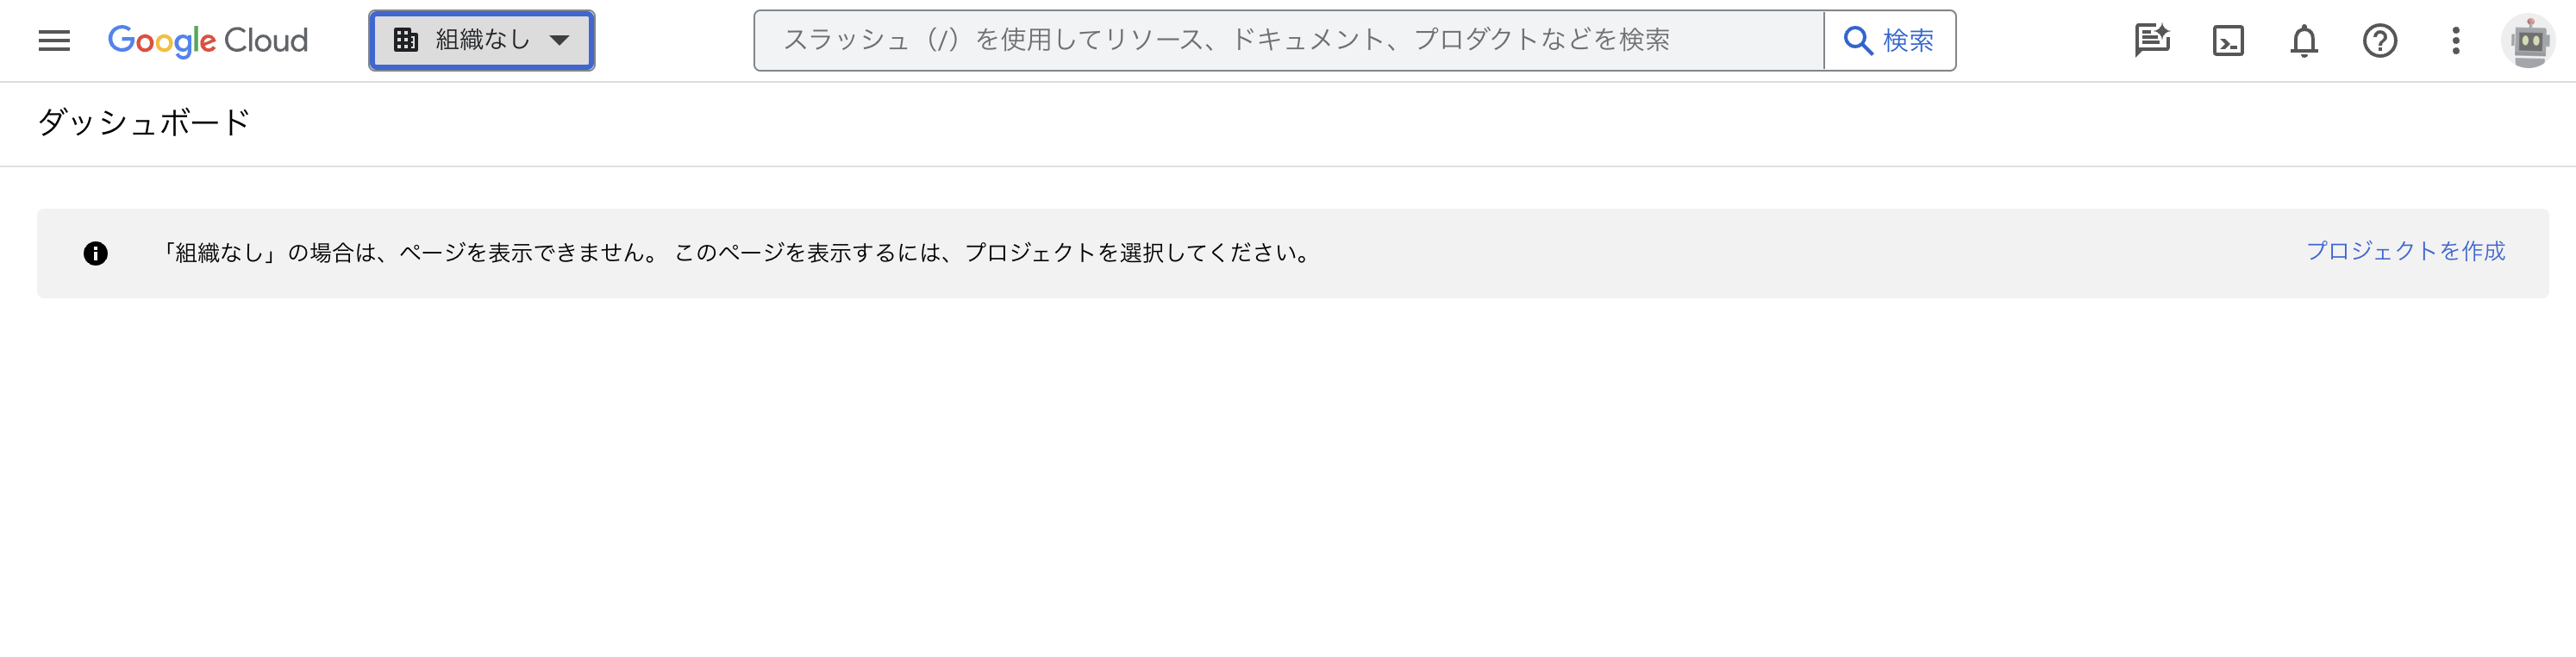 Google Cloud
組織なし
スラッシュ（/）を使用してリソース、ドキュメント、プロダクトなどを検索
検索
ダッシュボード
「組織なし」の場合は、ページを表示できません。 このページを表示するには、プロジェクトを選択してください。
プロジェクトを作成